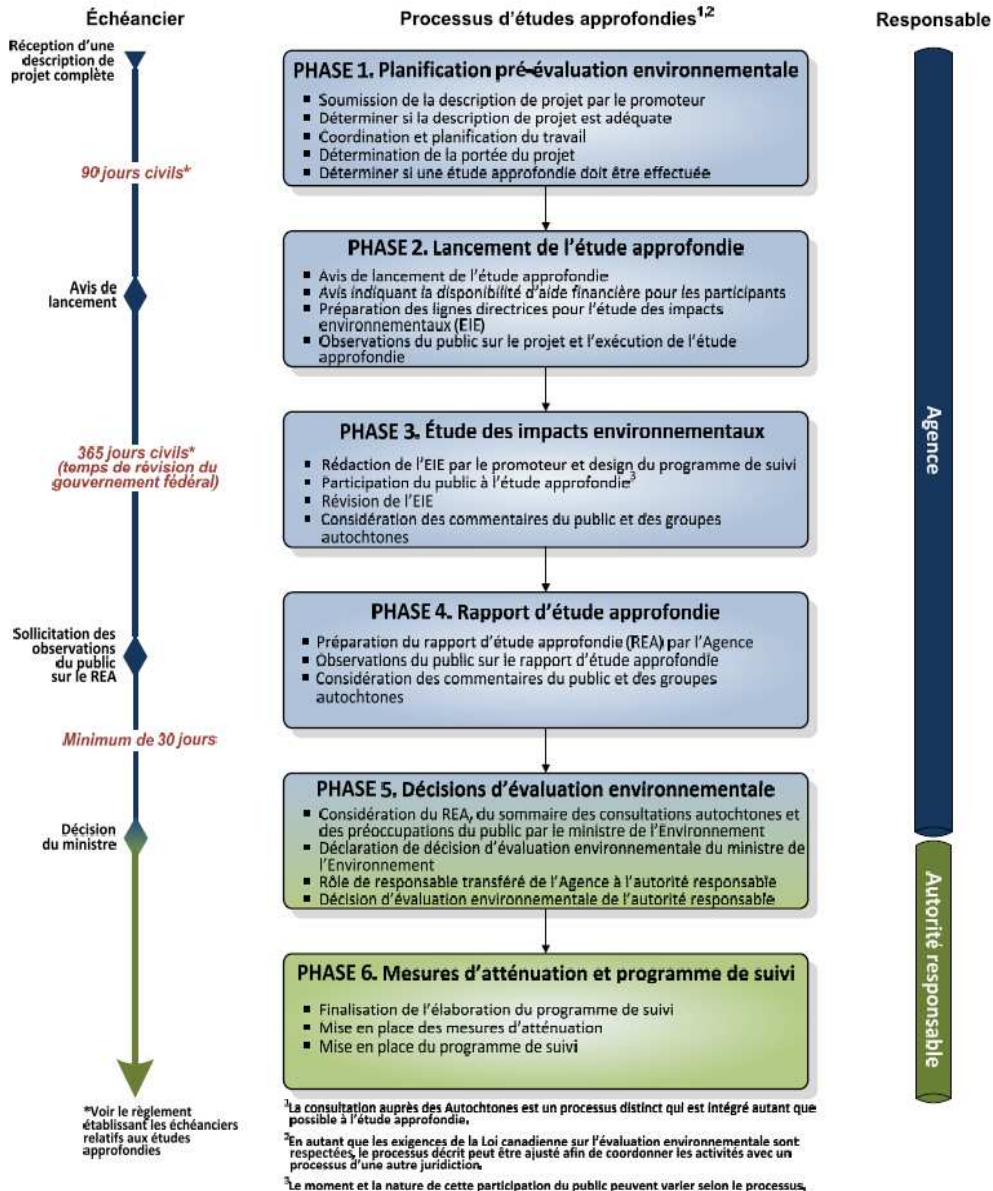 Échéancier
Processus d'études approfondies1,2
Responsable
Réception d'une
description de
projet complète
90 jours civils*
Avis de
lancement
365 jours civils*
(temps de révision du
gouvernement fédéral)
Sollicitation des
observations
du public
sur le REA
Minimum de 30 jours
Décision
du ministre
*Voir le règlement
établissant les échéanciers
relatifs aux études
approfondies
PHASE 1. Planification pré-évaluation environnementale
▪ Soumission de la description de projet par le promoteur
▪ Déterminer si la description de projet est adéquate
▪ Coordination et planification du travail
▪ Détermination de la portée du projet
▪ Déterminer si une étude approfondie doit être effectuée
PHASE 2. Lancement de l'étude approfondie
▪ Avis de lancement de l'étude approfondie
▪ Avis indiquant la disponibilité d'aide financière pour les participants
▪ Préparation des lignes directrices pour l'étude des impacts
environnementaux (EIE)
▪ Observations du public sur le projet et l'exécution de l'étude
approfondie
PHASE 3. Étude des impacts environnementaux
▪ Rédaction de l'EIE par le promoteur et design du programme de suivi
▪ Participation du public à l'étude approfondie3
▪ Révision de l'EIE
▪ Considération des commentaires du public et des groupes
autochtones
PHASE 4. Rapport d'étude approfondie
▪ Préparation du rapport d'étude approfondie (REA) par l'Agence
▪ Observations du public sur le rapport d'étude approfondie
▪ Considération des commentaires du public et des groupes
autochtones
PHASE 5. Décisions d'évaluation environnementale
▪ Considération du REA, du sommaire des consultations autochtones et
des préoccupations du public par le ministre de l'Environnement
▪ Déclaration de décision d'évaluation environnementale du ministre de
l'Environnement
▪ Rôle de responsable transféré de l'Agence à l'autorité responsable
▪ Décision d'évaluation environnementale de l'autorité responsable
PHASE 6. Mesures d'atténuation et programme de suivi
▪ Finalisation de l'élaboration du programme de suivi
▪ Mise en place des mesures d'atténuation
▪ Mise en place du programme de suivi
1La consultation auprès des Autochtones est un processus distinct qui est intégré autant que
possible à l'étude approfondie.
2En autant que les exigences de la Loi canadienne sur l'évaluation environnementale sont
respectées, le processus décrit peut être ajusté afin de coordonner les activités avec un
processus d'une autre juridiction.
3Le moment et la nature de cette participation du public peuvent varier selon le processus.
Agence
Autorité responsable